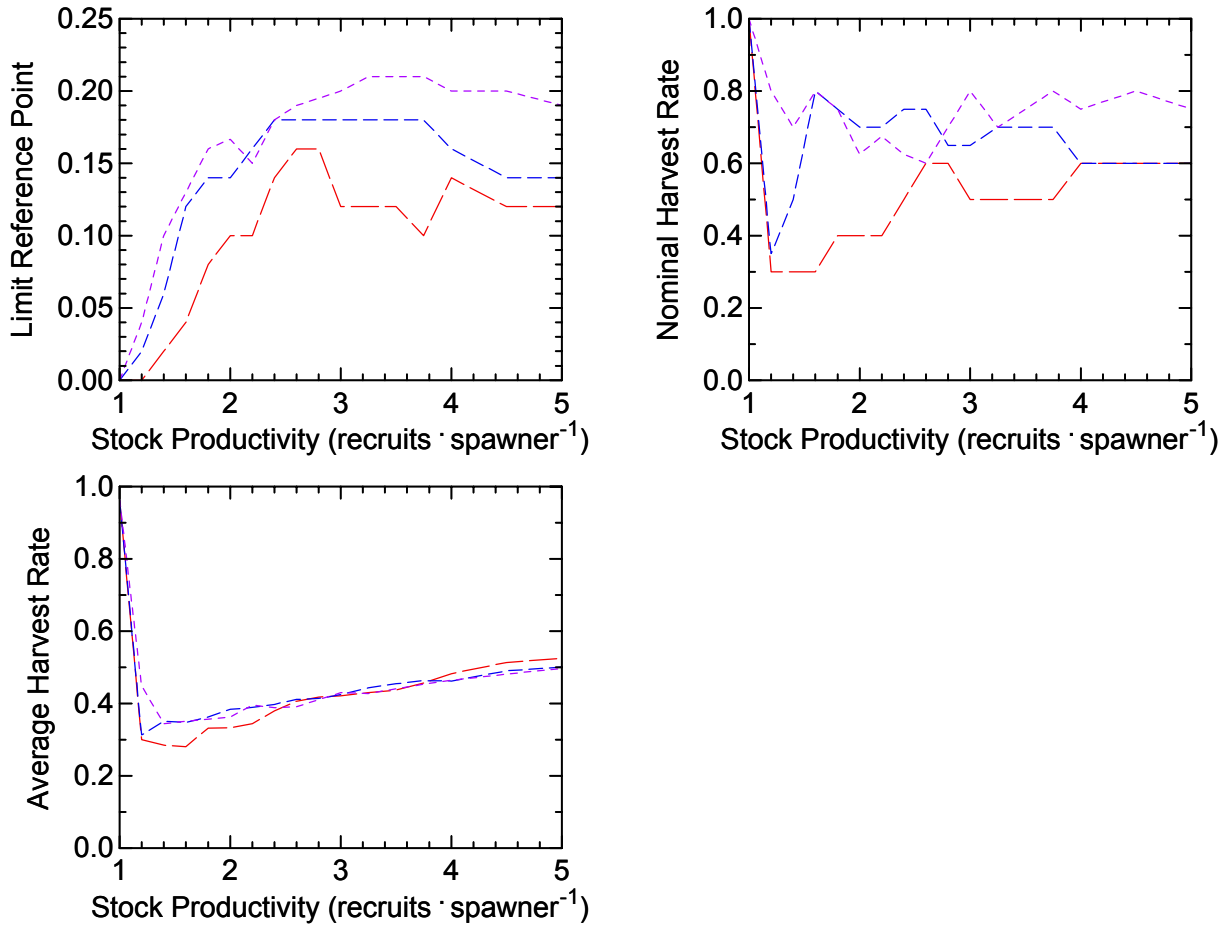 0.25
0.20
0.15
0.10
0.05
0.00
Limit Reference Point
1 2 3 4 5
Stock Productivity (recruits · spawner⁻¹)
1.0
0.8
0.6
0.4
0.2
0.0
Nominal Harvest Rate
1 2 3 4 5
Stock Productivity (recruits · spawner⁻¹)
1.0
0.8
0.6
0.4
0.2
0.0
Average Harvest Rate
1 2 3 4 5
Stock Productivity (recruits · spawner⁻¹)